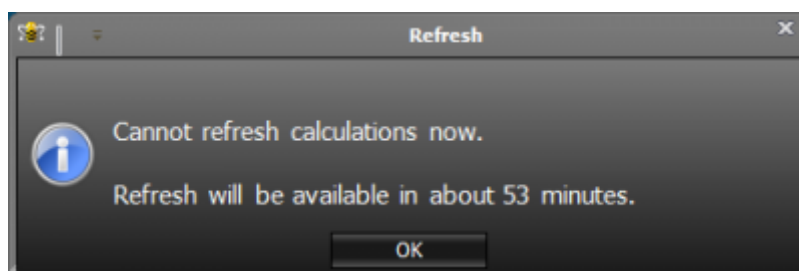 Refresh
Cannot refresh calculations now.
Refresh will be available in about 53 minutes.
OK